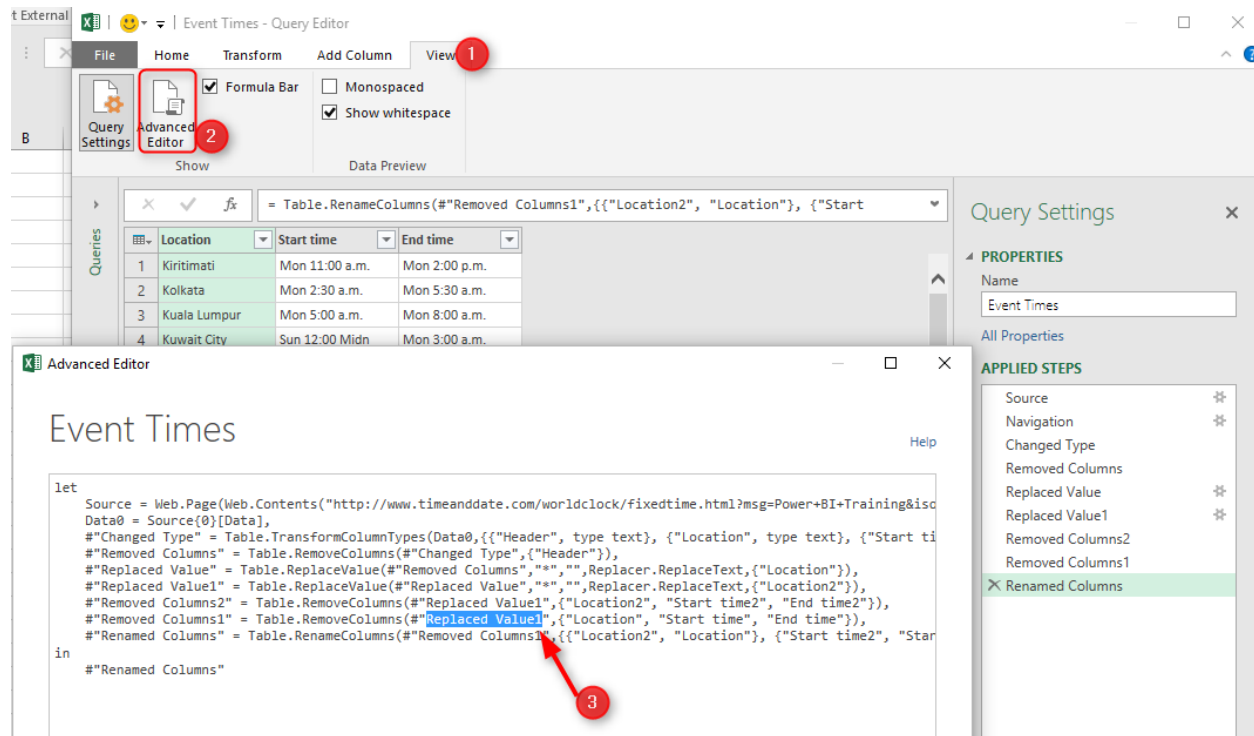 t External
Event Times - Query Editor
File Home Transform Add Column View 1
Query Settings
Advanced Editor
2
Formula Bar
Monospaced
Show whitespace
Show
Data Preview
B
fx
= Table.RenameColumns(#"Removed Columns1",{{"Location2", "Location"}, {"Start
Queries
Location Start time End time
1 Kiritimati Mon 11:00 a.m. Mon 2:00 p.m.
2 Kolkata Mon 2:30 a.m. Mon 5:30 a.m.
3 Kuala Lumpur Mon 5:00 a.m. Mon 8:00 a.m.
4 Kuwait City Sun 12:00 Midn Mon 3:00 a.m.
Query Settings
PROPERTIES
Name
Event Times
All Properties
APPLIED STEPS
Source
Navigation
Changed Type
Removed Columns
Replaced Value
Replaced Value1
Removed Columns2
Removed Columns1
Renamed Columns
Advanced Editor
Event Times
Help
let
Source = Web.Page(Web.Contents("http://www.timeanddate.com/worldclock/fixedtime.html?msg=Power+BI+Training&iso
Data0 = Source{0}[Data],
#"Changed Type" = Table.TransformColumnTypes(Data0,{{"Header", type text}, {"Location", type text}, {"Start ti
#"Removed Columns" = Table.RemoveColumns(#"Changed Type",{"Header"}),
#"Replaced Value" = Table.ReplaceValue(#"Removed Columns","*","",Replacer.ReplaceText,{"Location"}),
#"Replaced Value1" = Table.ReplaceValue(#"Replaced Value","*","",Replacer.ReplaceText,{"Location2"}),
#"Removed Columns2" = Table.RemoveColumns(#"Replaced Value1",{"Location2", "Start time2", "End time2"}),
#"Removed Columns1" = Table.RemoveColumns(#"Replaced Value1",{"Location", "Start time", "End time"}),
#"Renamed Columns" = Table.RenameColumns(#"Removed Columns1",{{"Location2", "Location"}, {"Start time2", "Star
in
#"Renamed Columns"
3